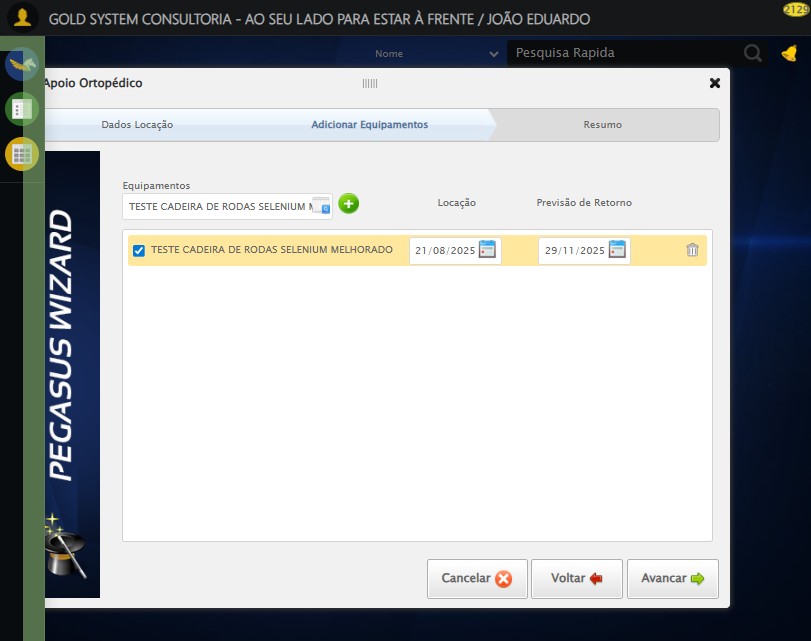 GOLD SYSTEM CONSULTORIA - AO SEU LADO PARA ESTAR À FRENTE / JOÃO EDUARDO
2129
Nome
Pesquisa Rapida
Apoio Ortopédico
Dados Locação
Adicionar Equipamentos
Resumo
PEGASUS WIZARD
Equipamentos
TESTE CADEIRA DE RODAS SELENIUM
Locação
Previsão de Retorno
TESTE CADEIRA DE RODAS SELENIUM MELHORADO
21/08/2025
29/11/2025
Cancelar
Voltar
Avancar